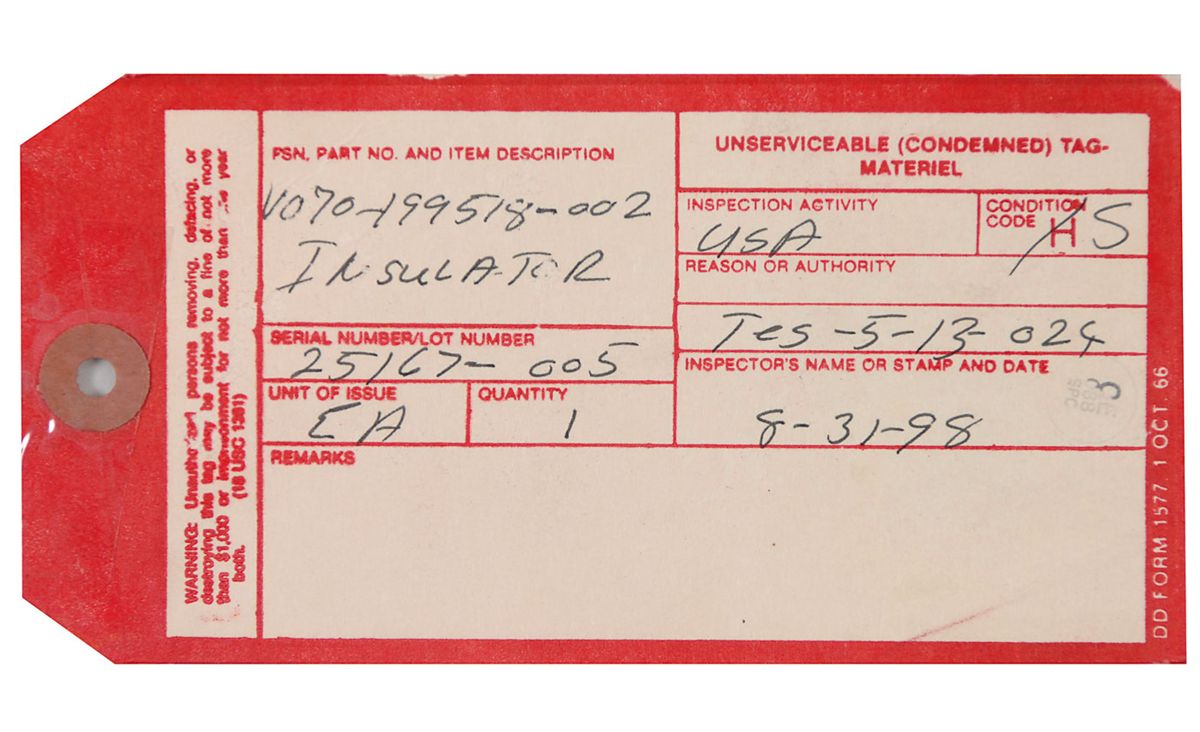 WARNING: Unauthorized persons removing, defacing, or
destroying this tag may be subject to a fine of not more
than $1,000 or imprisonment for not more than one year
both.
(18 USC 1361)
FSN, PART NO. AND ITEM DESCRIPTION
V070-199518-002
INSULATOR
SERIAL NUMBER/LOT NUMBER
25167-005
UNIT OF ISSUE
EA
QUANTITY
1
REMARKS
UNSERVICEABLE (CONDEMNED) TAG-
MATERIEL
INSPECTION ACTIVITY
USA
CONDITION
CODE H S
REASON OR AUTHORITY
Tes-5-13-024
INSPECTOR'S NAME OR STAMP AND DATE
3
8-31-98
DD FORM 1577, 1 OCT. 66